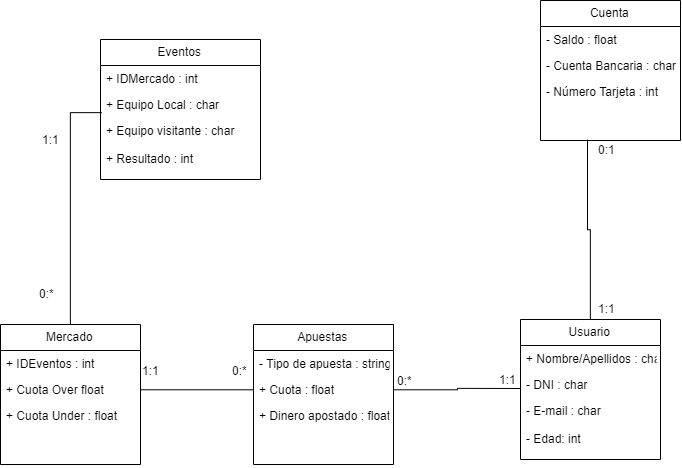 Cuenta
- Saldo : float
- Cuenta Bancaria : char
- Número Tarjeta : int
0:1
Eventos
+ IDMercado : int
+ Equipo Local : char
+ Equipo visitante : char
+ Resultado : int
1:1
0:*
Mercado
+ IDEventos : int
+ Cuota Over float
+ Cuota Under : float
1:1
0:*
Apuestas
- Tipo de apuesta : string
+ Cuota : float
+ Dinero apostado : float
0:*
1:1
1:1
Usuario
+ Nombre/Apellidos : cha
- DNI : char
- E-mail : char
- Edad: int